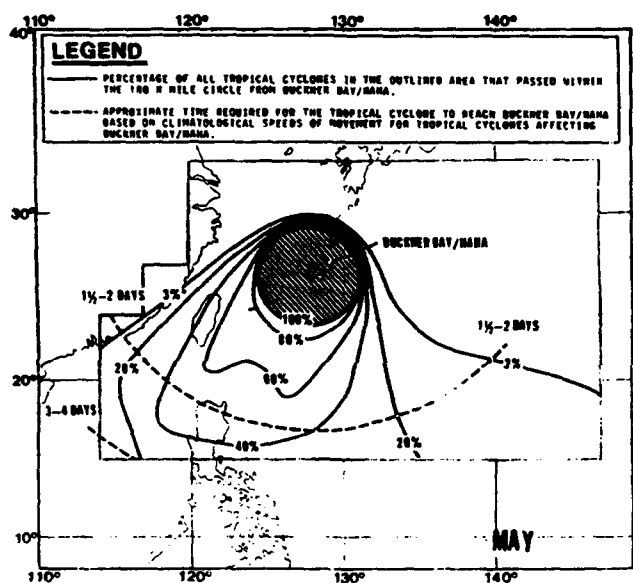 110° 120° 130° 140°
40°
LEGEND
PERCENTAGE OF ALL TROPICAL CYCLONES IN THE OUTLINED AREA THAT PASSED WITHIN
THE 180 N MILE CIRCLE FROM BUCKNER BAY/NAHA.
APPROXIMATE TIME REQUIRED FOR THE TROPICAL CYCLONE TO REACH BUCKNER BAY/NAHA
BASED ON CLIMATOLOGICAL SPEEDS OF MOVEMENT FOR TROPICAL CYCLONES AFFECTING
BUCKNER BAY/NAHA.
30°
BUCKNER BAY/NAHA
1½-2 DAYS
3%
100%
80%
1½-2 DAYS
20%
60%
3%
20°
3-4 DAYS
40%
20%
10°
MAY
110° 120° 130° 140°